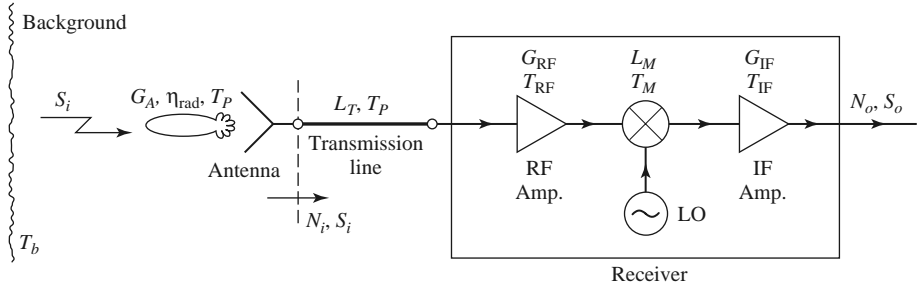 Background
S_i
G_A, η_rad, T_P
Antenna
L_T, T_P
Transmission
line
N_i, S_i
T_b
G_RF
T_RF
RF
Amp.
L_M
T_M
LO
G_IF
T_IF
IF
Amp.
N_o, S_o
Receiver